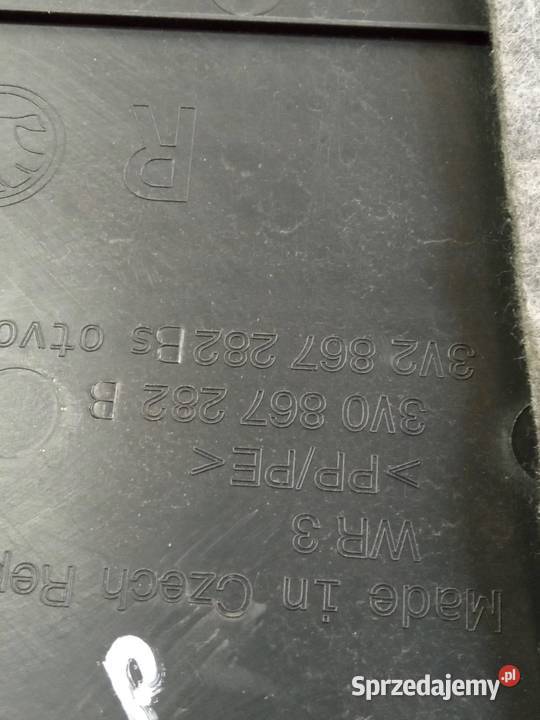 Made in Czech Rep
WR 3
>PP/PE<
3V0 867 282 B
3V2 867 282 Bs otvo
R
Sprzedajemy.pl